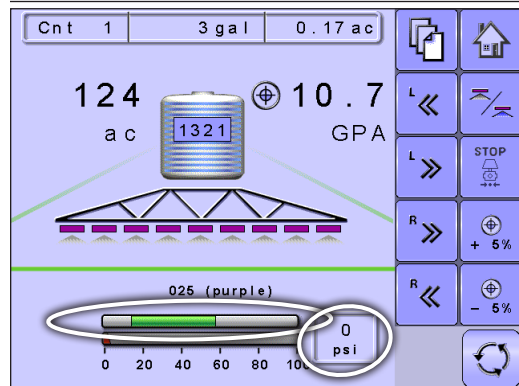 Cnt 1 3 gal 0.17 ac
124 10.7
ac 1321 GPA
L
STOP
L
R
+ 5%
025 (purple)
R
- 5%
0
psi
0 20 40 60 80 100